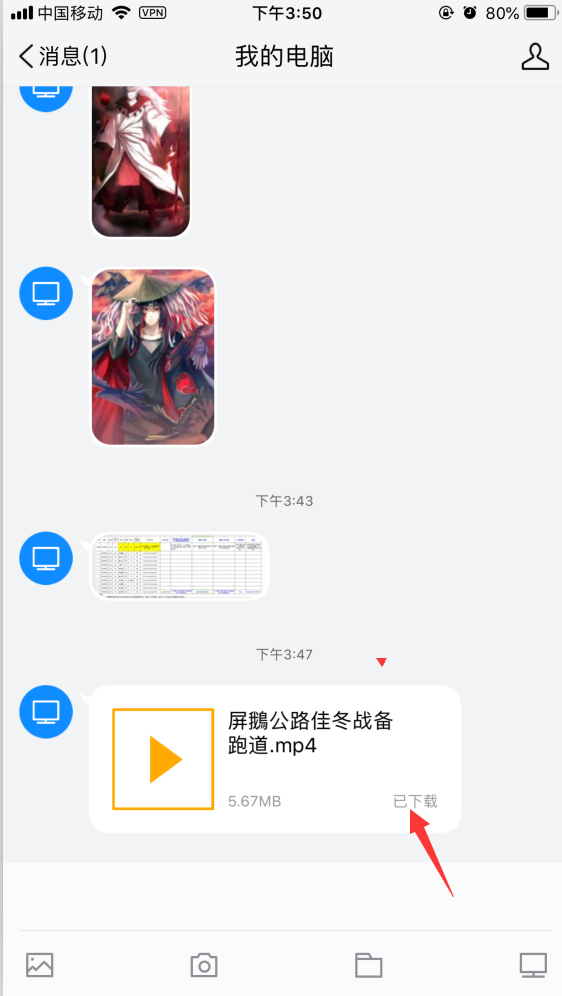 中国移动 VPN 下午3:50 80%
消息(1) 我的电脑
下午3:43
下午3:47
屏鵝公路佳冬战备
跑道.mp4
5.67MB 已下载